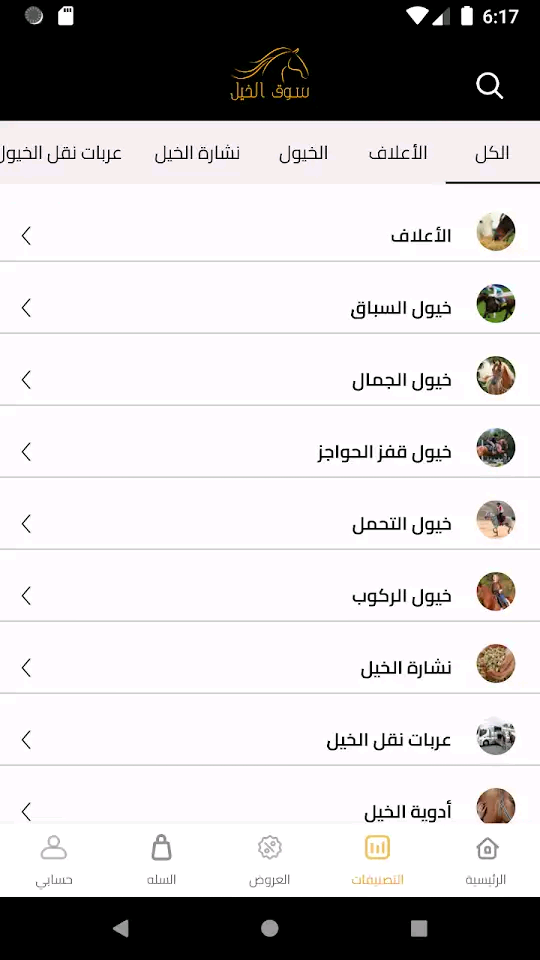 6:17
سوق الخيل
الكل
الأعلاف
الخيول
نشارة الخيل
عربات نقل الخيول
الأعلاف
خيول السباق
خيول الجمال
خيول قفز الحواجز
خيول التحمل
خيول الركوب
نشارة الخيل
عربات نقل الخيل
أدوية الخيل
الرئيسية
التصنيفات
العروض
السله
حسابي